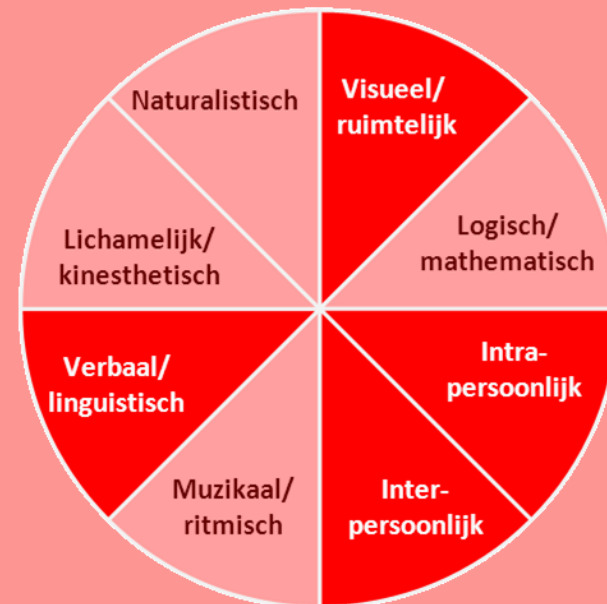 Naturalistisch
Visueel/
ruimtelijk
Lichamelijk/
kinesthetisch
Logisch/
mathematisch
Verbaal/
linguistisch
Intra-
persoonlijk
Muzikaal/
ritmisch
Inter-
persoonlijk